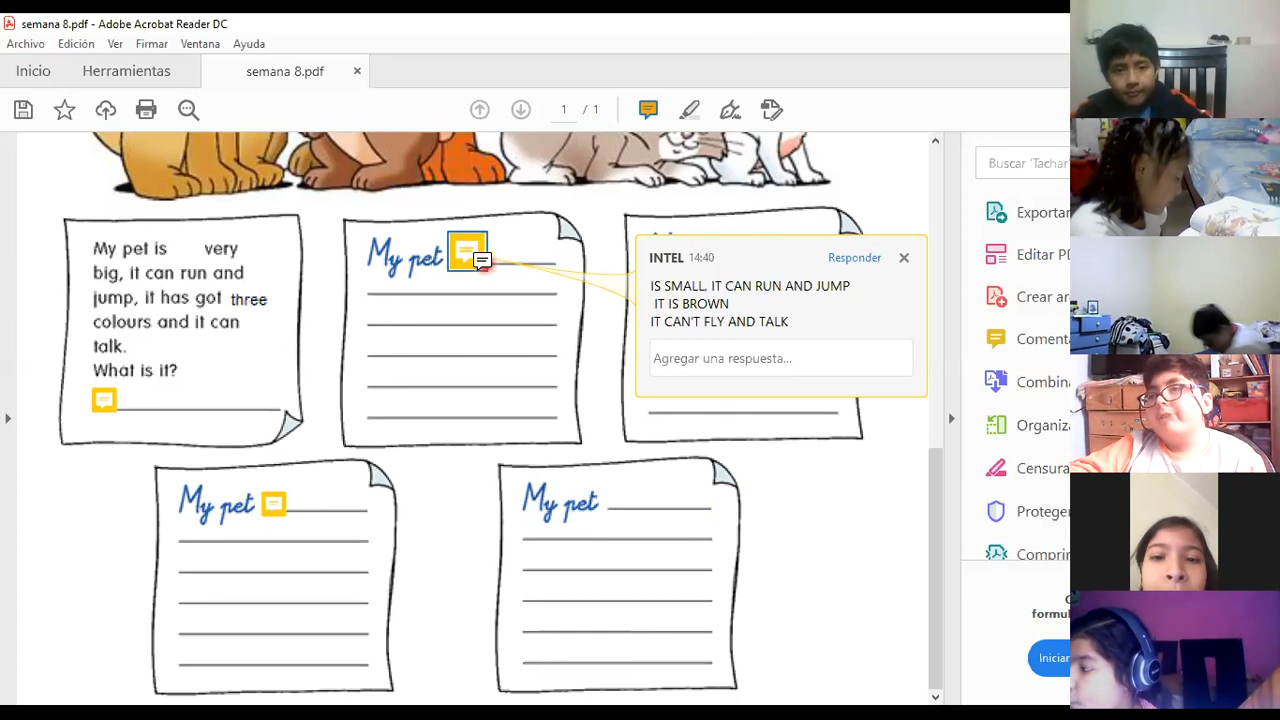 semana 8.pdf - Adobe Acrobat Reader DC
Archivo Edición Ver Firmar Ventana Ayuda
Inicio Herramientas semana 8.pdf
1 / 1
Buscar 'Tachar
Exportar
Editar PD
Crear ar
Comenta
Combina
Organiza
Censura
Proteger
Comprin
formul
Iniciar
My pet is very
big, it can run and
jump, it has got three
colours and it can
talk.
What is it?
My pet
INTEL 14:40
Responder
IS SMALL, IT CAN RUN AND JUMP
IT IS BROWN
IT CAN'T FLY AND TALK
Agregar una respuesta...
My pet
My pet